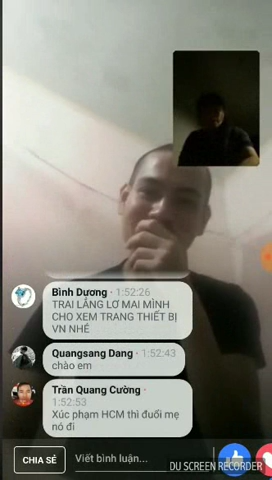 Bình Dương · 1:52:26
TRAI LẲNG LƠ MAI MÌNH
CHO XEM TRANG THIẾT BỊ
VN NHÉ
Quangsang Dang · 1:52:43
chào em
Trần Quang Cường ·
1:52:53
Xúc phạm HCM thì đuổi mẹ
nó đi
CHIA SẺ
Viết bình luận...
DU SCREEN RECORDER